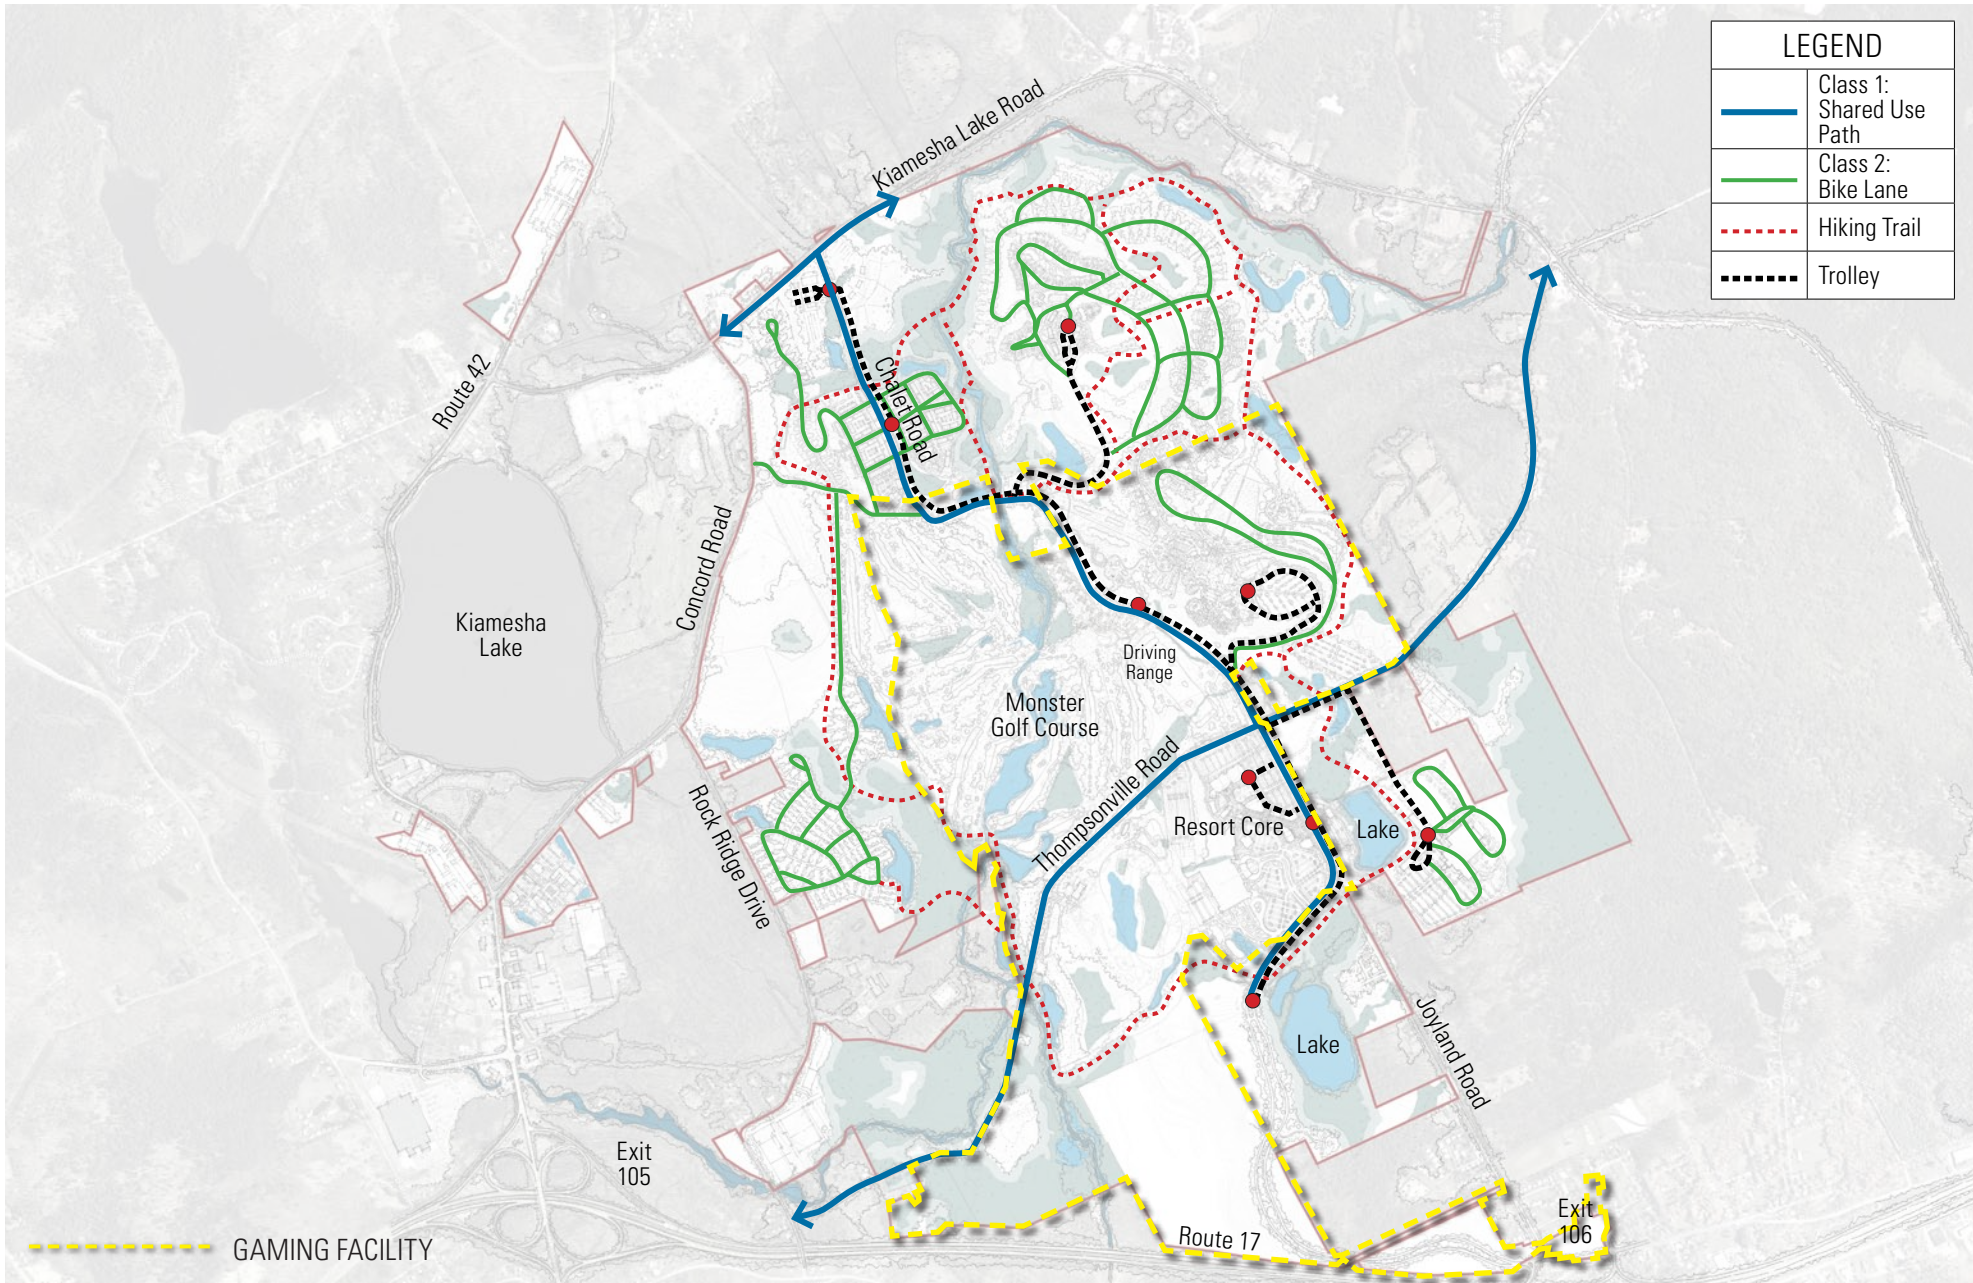 LEGEND
Class 1:
Shared Use
Path
Class 2:
Bike Lane
Hiking Trail
Trolley
Kiamesha Lake Road
Route 42
Chalet Road
Concord Road
Kiamesha
Lake
Driving
Range
Monster
Golf Course
Thompsonville Road
Rock Ridge Drive
Resort Core
Lake
Lake
Joyland Road
Exit
105
Exit
106
Route 17
GAMING FACILITY